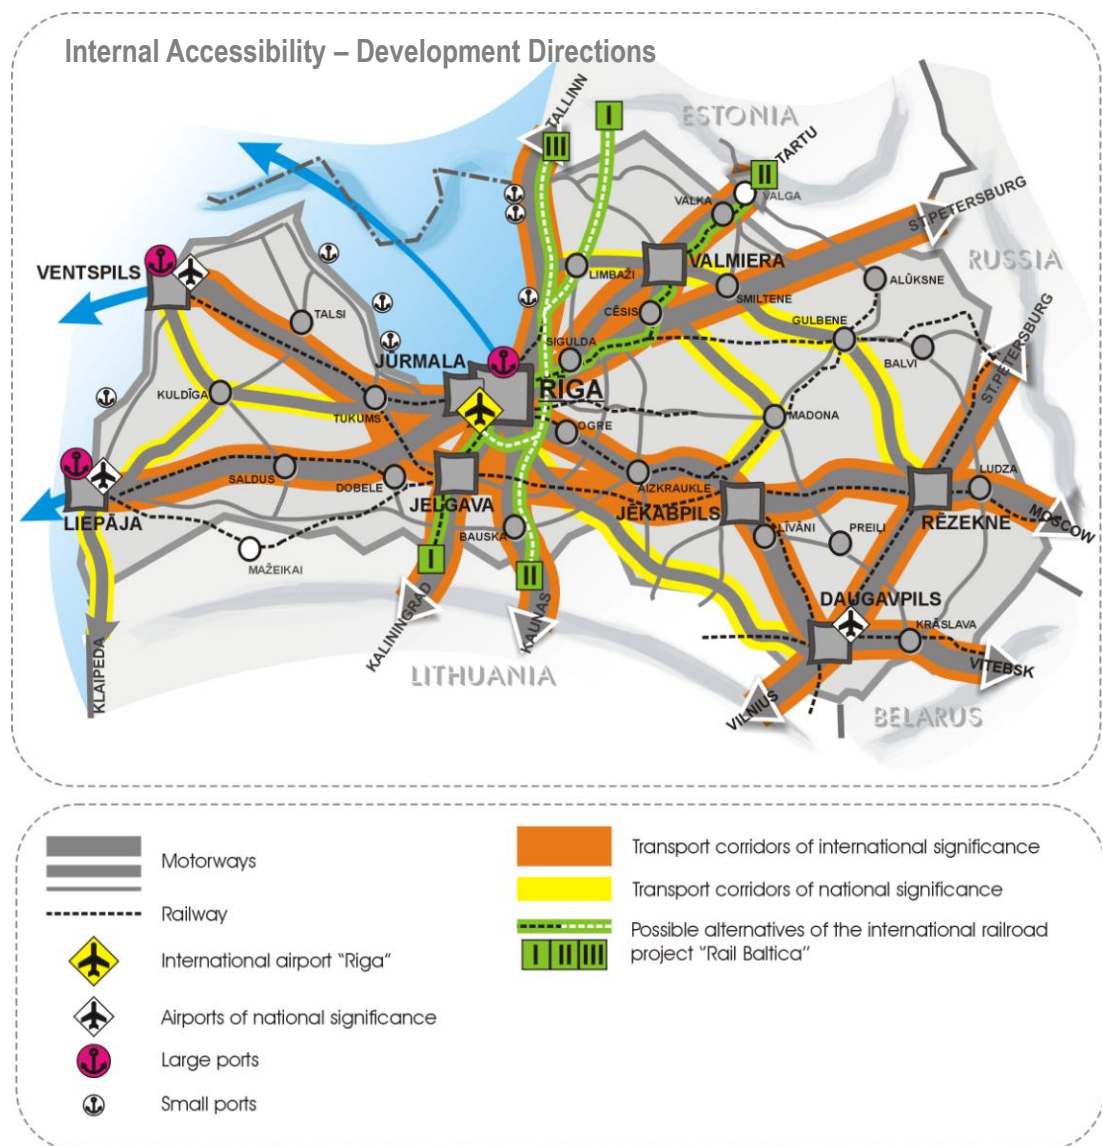 Internal Accessibility – Development Directions
TALLINN
I
III
ESTONIA
TARTU
II
VALKA
VALGA
ST.PETERSBURG
RUSSIA
VENTSPILS
LIMBAŽI
VALMIERA
ALŪKSNE
SMILTENE
TALSI
CĒSIS
GULBENE
JŪRMALA
SIGULDA
BALVI
ST.PETERSBURG
RĪGA
KULDĪGA
TUKUMS
MADONA
OGRE
SALDUS
DOBELE
AIZKRAUKLE
LUDZA
LIEPĀJA
JELGAVA
JĒKABPILS
RĒZEKNE
MOSCOW
BAUSKA
LĪVĀNI
PREIĻI
MAŽEIKAI
I
II
DAUGAVPILS
KALININGRAD
KAUNAS
KRĀSLAVA
KLAIPEDA
LITHUANIA
VITEBSK
VILNIUS
BELARUS
Motorways
Railway
International airport "Riga"
Airports of national significance
Large ports
Small ports
Transport corridors of international significance
Transport corridors of national significance
Possible alternatives of the international railroad
I II III project "Rail Baltica"